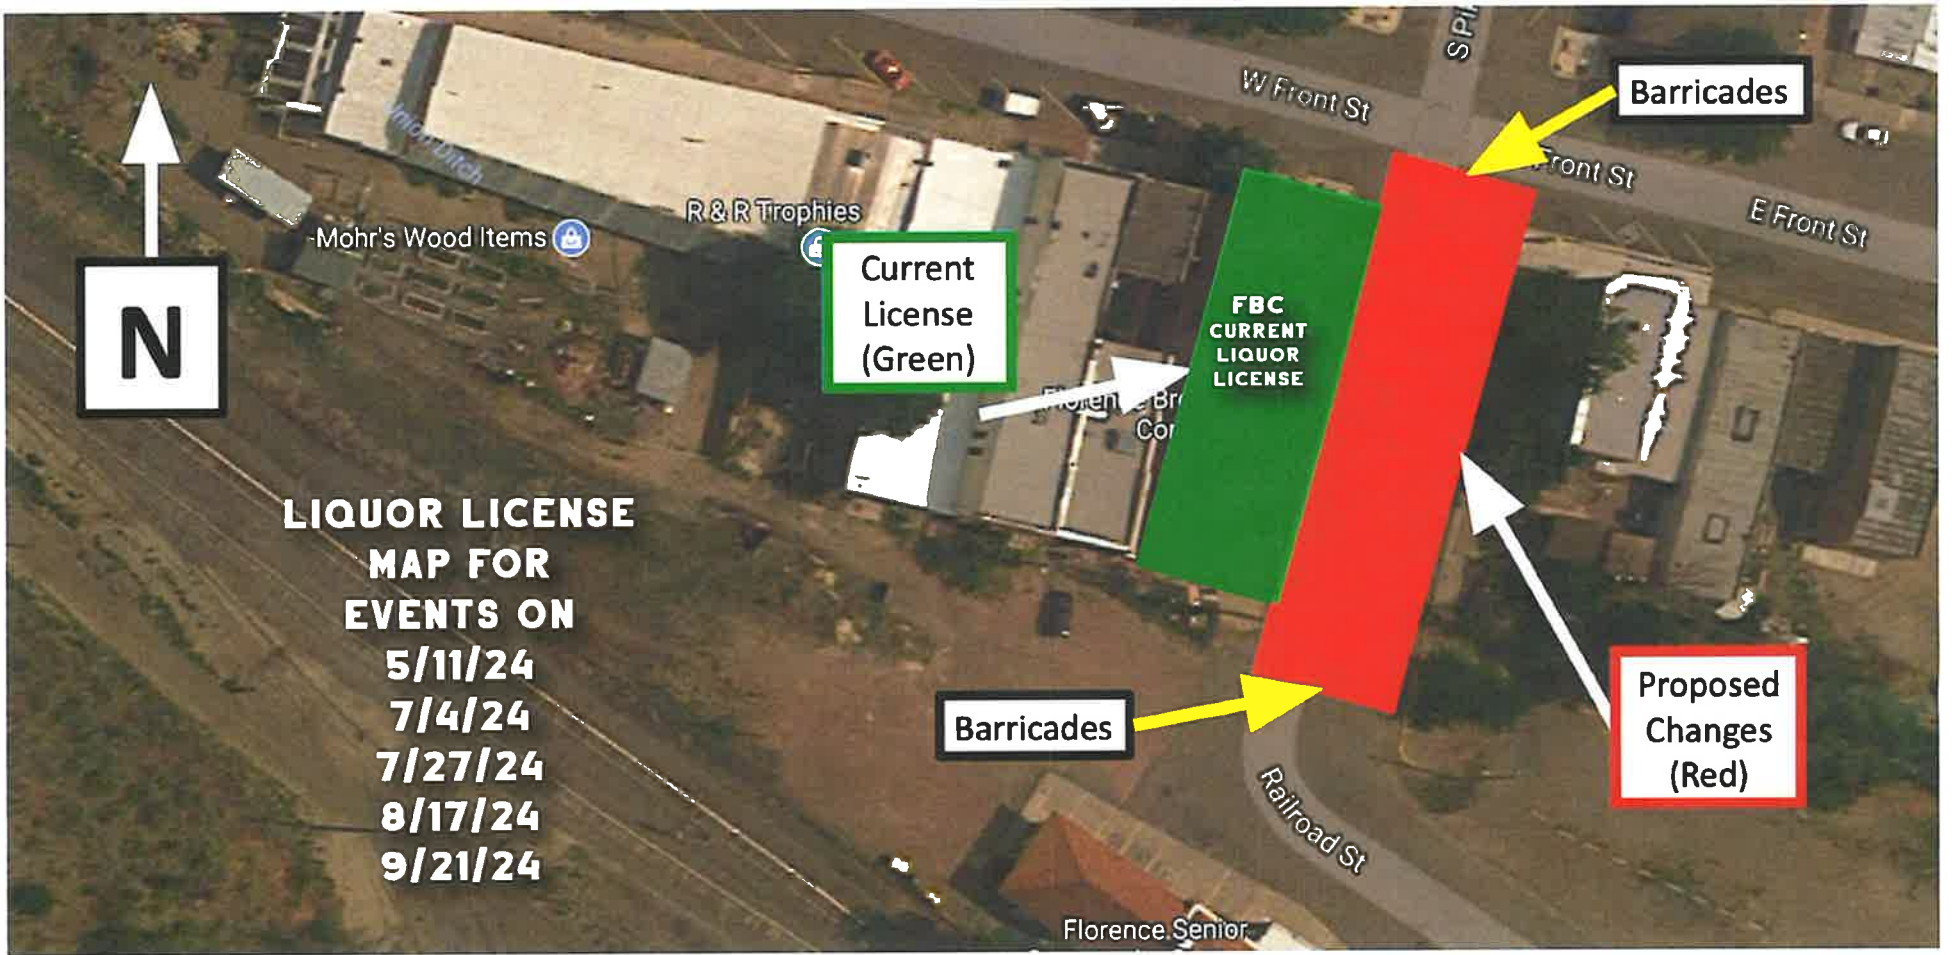 S
W Front St
Barricades
Front St
E Front St
Union Ditch
R & R Trophies
Mohr's Wood Items
N
Current
License
(Green)
FBC
CURRENT
LIQUOR
LICENSE
LIQUOR LICENSE
MAP FOR
EVENTS ON
5/11/24
7/4/24
7/27/24
8/17/24
9/21/24
Barricades
Proposed
Changes
(Red)
Railroad St
Florence Senior